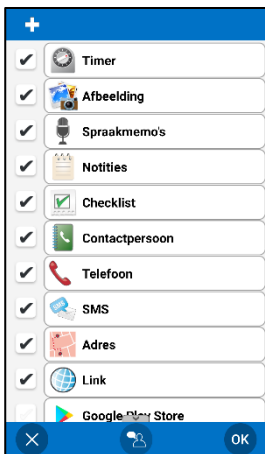 Timer
Afbeelding
Spraakmemo's
Notities
Checklist
Contactpersoon
Telefoon
SMS
Adres
Link
Google Play Store
OK